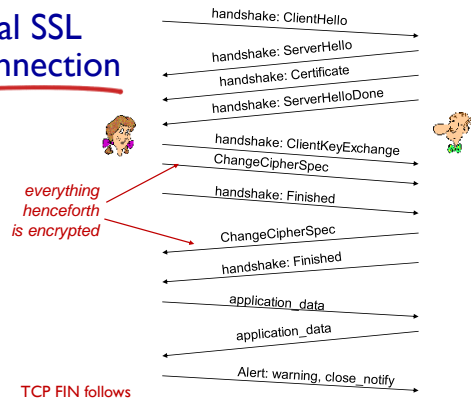 al SSL
nnection
handshake: ClientHello
handshake: ServerHello
handshake: Certificate
handshake: ServerHelloDone
handshake: ClientKeyExchange
ChangeCipherSpec
everything
henceforth
is encrypted
handshake: Finished
ChangeCipherSpec
handshake: Finished
application_data
application_data
Alert: warning, close_notify
TCP FIN follows